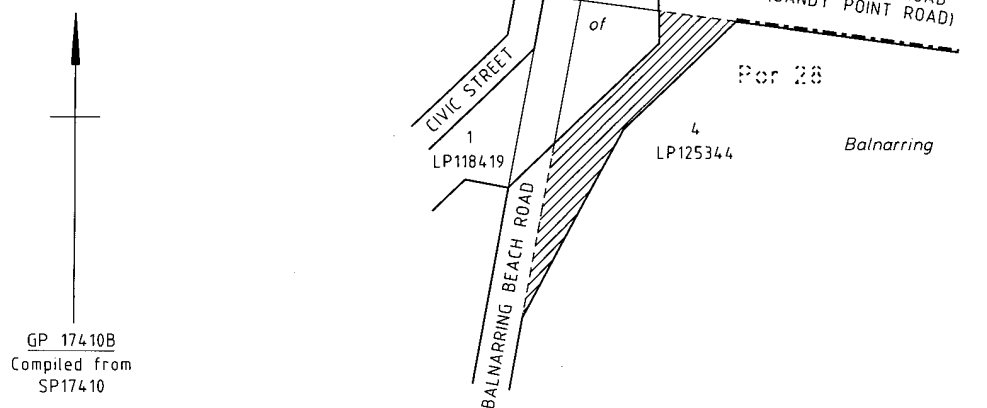 (SANDY POINT ROAD)
of
CIVIC STREET
Por 28
1
LP118419
4
LP125344
Balnarring
BALNARRING BEACH ROAD
GP 17410B
Compiled from
SP17410